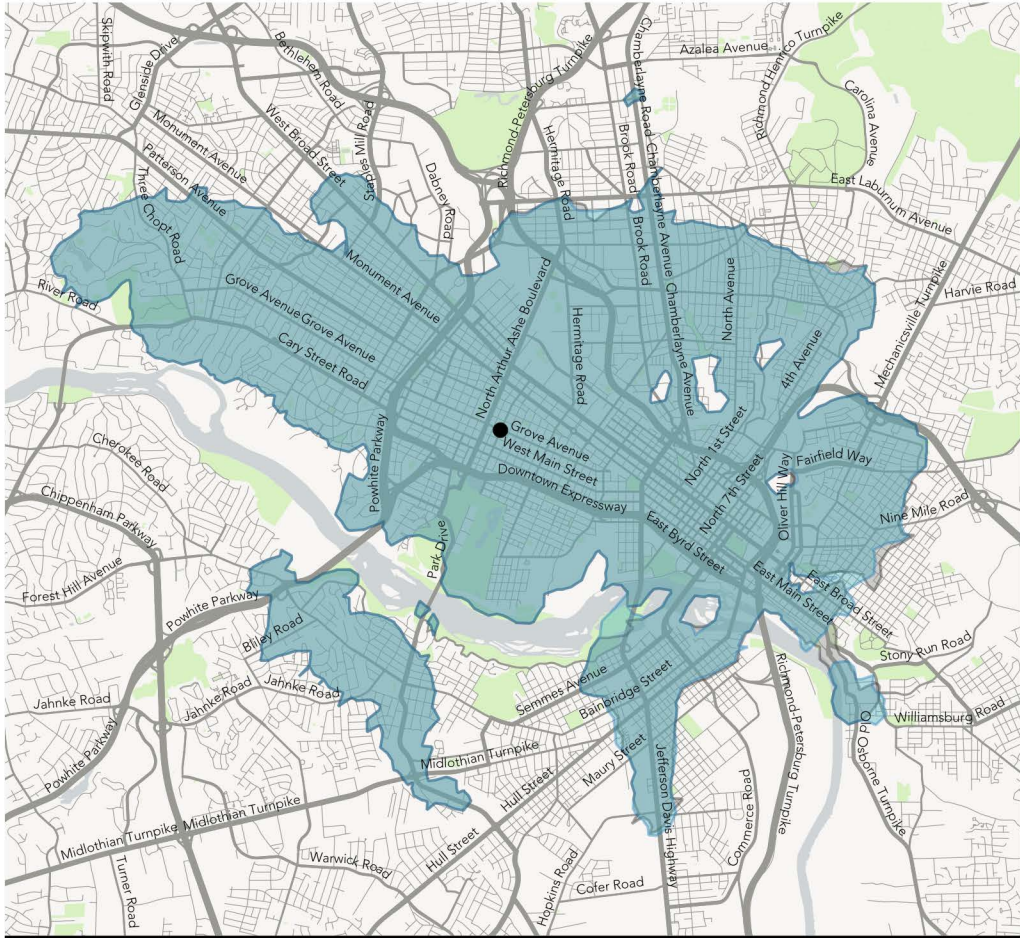 Skipwith Road
Glenside Drive
Bethlehem Road
Richmond-Petersburg Turnpike
Chamberlayne Road
Azalea Avenue
Richmond Henrico Turnpike
Carolina Avenue
Monument Avenue
West Broad Street
Staples Mill Road
Patterson Avenue
Three Chopt Road
Dabney Road
Hermitage Road
Brook Road
Chamberlayne Avenue
East Laburnum Avenue
River Road
Monument Avenue
Brook Road
North Avenue
Mechanicsville Turnpike
Harvie Road
Grove Avenue
Grove Avenue
Cary Street Road
North Arthur Ashe Boulevard
Hermitage Road
Chamberlayne Avenue
4th Avenue
Grove Avenue
West Main Street
North 1st Street
Fairfield Way
Cherokee Road
Chippenham Parkway
Powhite Parkway
Downtown Expressway
North 7th Street
Oliver Hill Way
Nine Mile Road
Forest Hill Avenue
Park Drive
East Byrd Street
East Main Street
East Broad Street
Powhite Parkway
Bliley Road
Stony Run Road
Jahnke Road
Jahnke Road
Jahnke Road
Semmes Avenue
Bainbridge Street
Richmond-Petersburg Turnpike
Old Osborne Turnpike
Williamsburg Road
Powhite Parkway
Midlothian Turnpike
Maury Street
Hull Street
Jefferson Davis Highway
Commerce Road
Midlothian Turnpike
Midlothian Turnpike
Warwick Road
Hull Street
Turner Road
Hopkins Road
Cofer Road